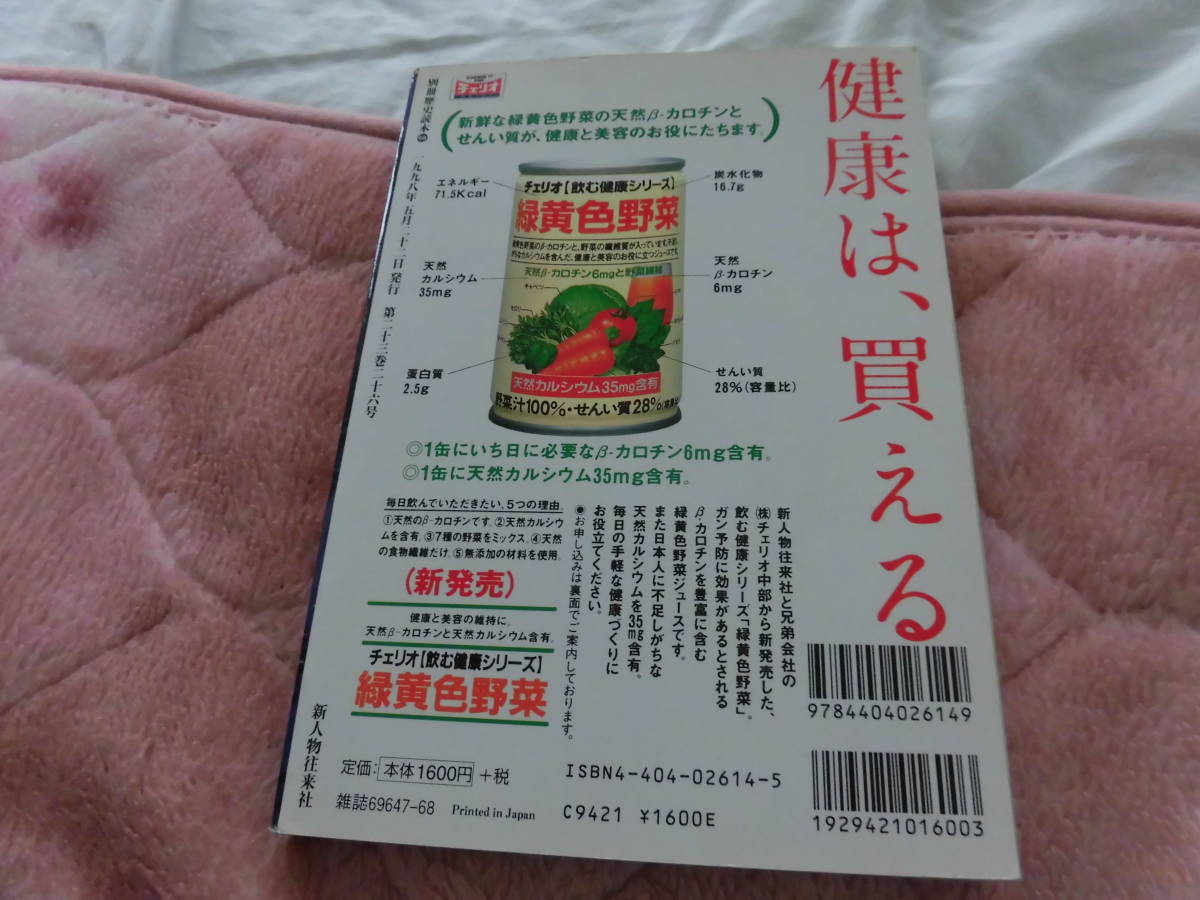 健康は、買える
チェリオ
新鮮な緑黄色野菜の天然β-カロチンと
せんい質が、健康と美容のお役にたちます。
エネルギー
71.5Kcal
炭水化物
16.7g
天然
カルシウム
35mg
天然
β-カロチン
6mg
蛋白質
2.5g
せんい質
28%(容量比)
チェリオ【飲む健康シリーズ】
緑黄色野菜
天然β-カロチン6mgと野菜繊維
キャベツ
天然カルシウム35mg含有
野菜汁100%・せんい質28%
◎1缶にいち日に必要なβ-カロチン6mg含有。
◎1缶に天然カルシウム35mg含有。
毎日飲んでいただきたい、5つの理由
①天然のβ-カロチンです。②天然カルシウ
ムを含有。③7種の野菜をミックス。④天然
の食物繊維だけ。⑤無添加の材料を使用。
(新発売)
健康と美容の維持に。
天然β-カロチンと天然カルシウム含有。
チェリオ【飲む健康シリーズ】
緑黄色野菜
新人物往来社と兄弟会社の
㈱チェリオ中部から新発売した、
飲む健康シリーズ「緑黄色野菜」。
ガン予防に効果があるとされる
β-カロチンを豊富に含む
緑黄色野菜ジュースです。
また日本人に不足しがちな
天然カルシウムを35mg含有。
毎日の手軽な健康づくりに
お役立てください。
●お申し込みは裏面でご案内しております。
別冊歴史読本
一九九八年五月二十二日発行 第二十三巻二十六号
新人物往来社
定価:本体1600円+税
雑誌69647-68 Printed in Japan
ISBN4-404-02614-5
C9421 ¥1600E
9784404026149
1929421016003